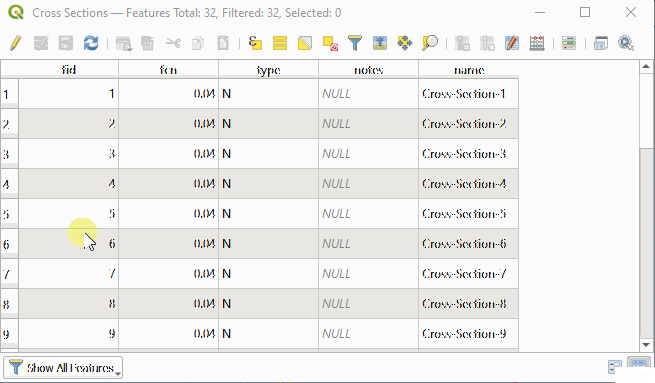 Cross Sections — Features Total: 32, Filtered: 32, Selected: 0
fid fcn type notes name
1 1 0.04 N NULL Cross-Section-1
2 2 0.04 N NULL Cross-Section-2
3 3 0.04 N NULL Cross-Section-3
4 4 0.04 N NULL Cross-Section-4
5 5 0.04 N NULL Cross-Section-5
6 6 0.04 N NULL Cross-Section-6
7 7 0.04 N NULL Cross-Section-7
8 8 0.04 N NULL Cross-Section-8
9 9 0.04 N NULL Cross-Section-9
Show All Features